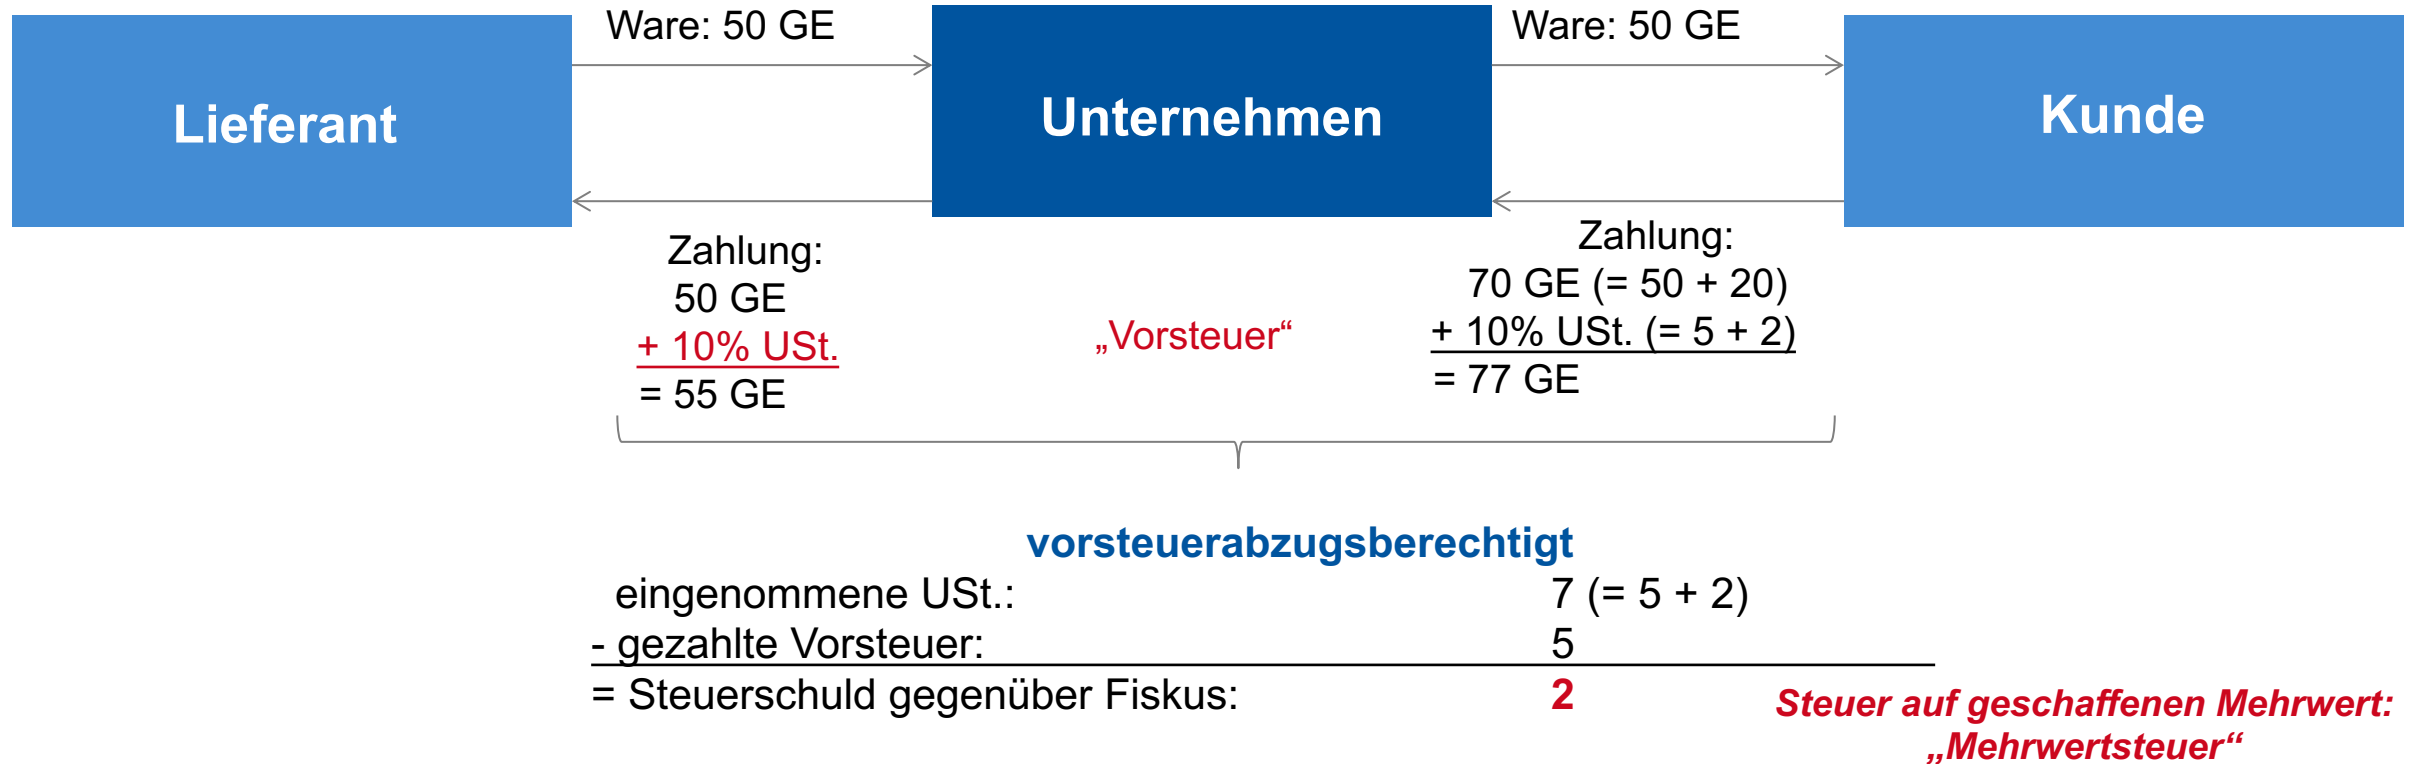 Ware: 50 GE
Ware: 50 GE
Lieferant
Unternehmen
Kunde
Zahlung:
50 GE
+ 10% USt.
= 55 GE
„Vorsteuer“
Zahlung:
70 GE (= 50 + 20)
+ 10% USt. (= 5 + 2)
= 77 GE
vorsteuerabzugsberechtigt
eingenommene USt.: 7 (= 5 + 2)
- gezahlte Vorsteuer: 5
= Steuerschuld gegenüber Fiskus: 2
Steuer auf geschaffenen Mehrwert:
„Mehrwertsteuer“